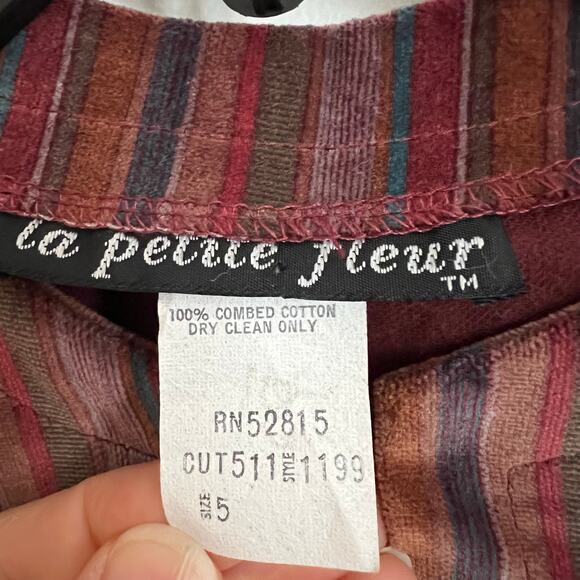 la petite fleur
TM
100% COMBED COTTON
DRY CLEAN ONLY
RN52815
CUT511 STYLE 1199
SIZE 5